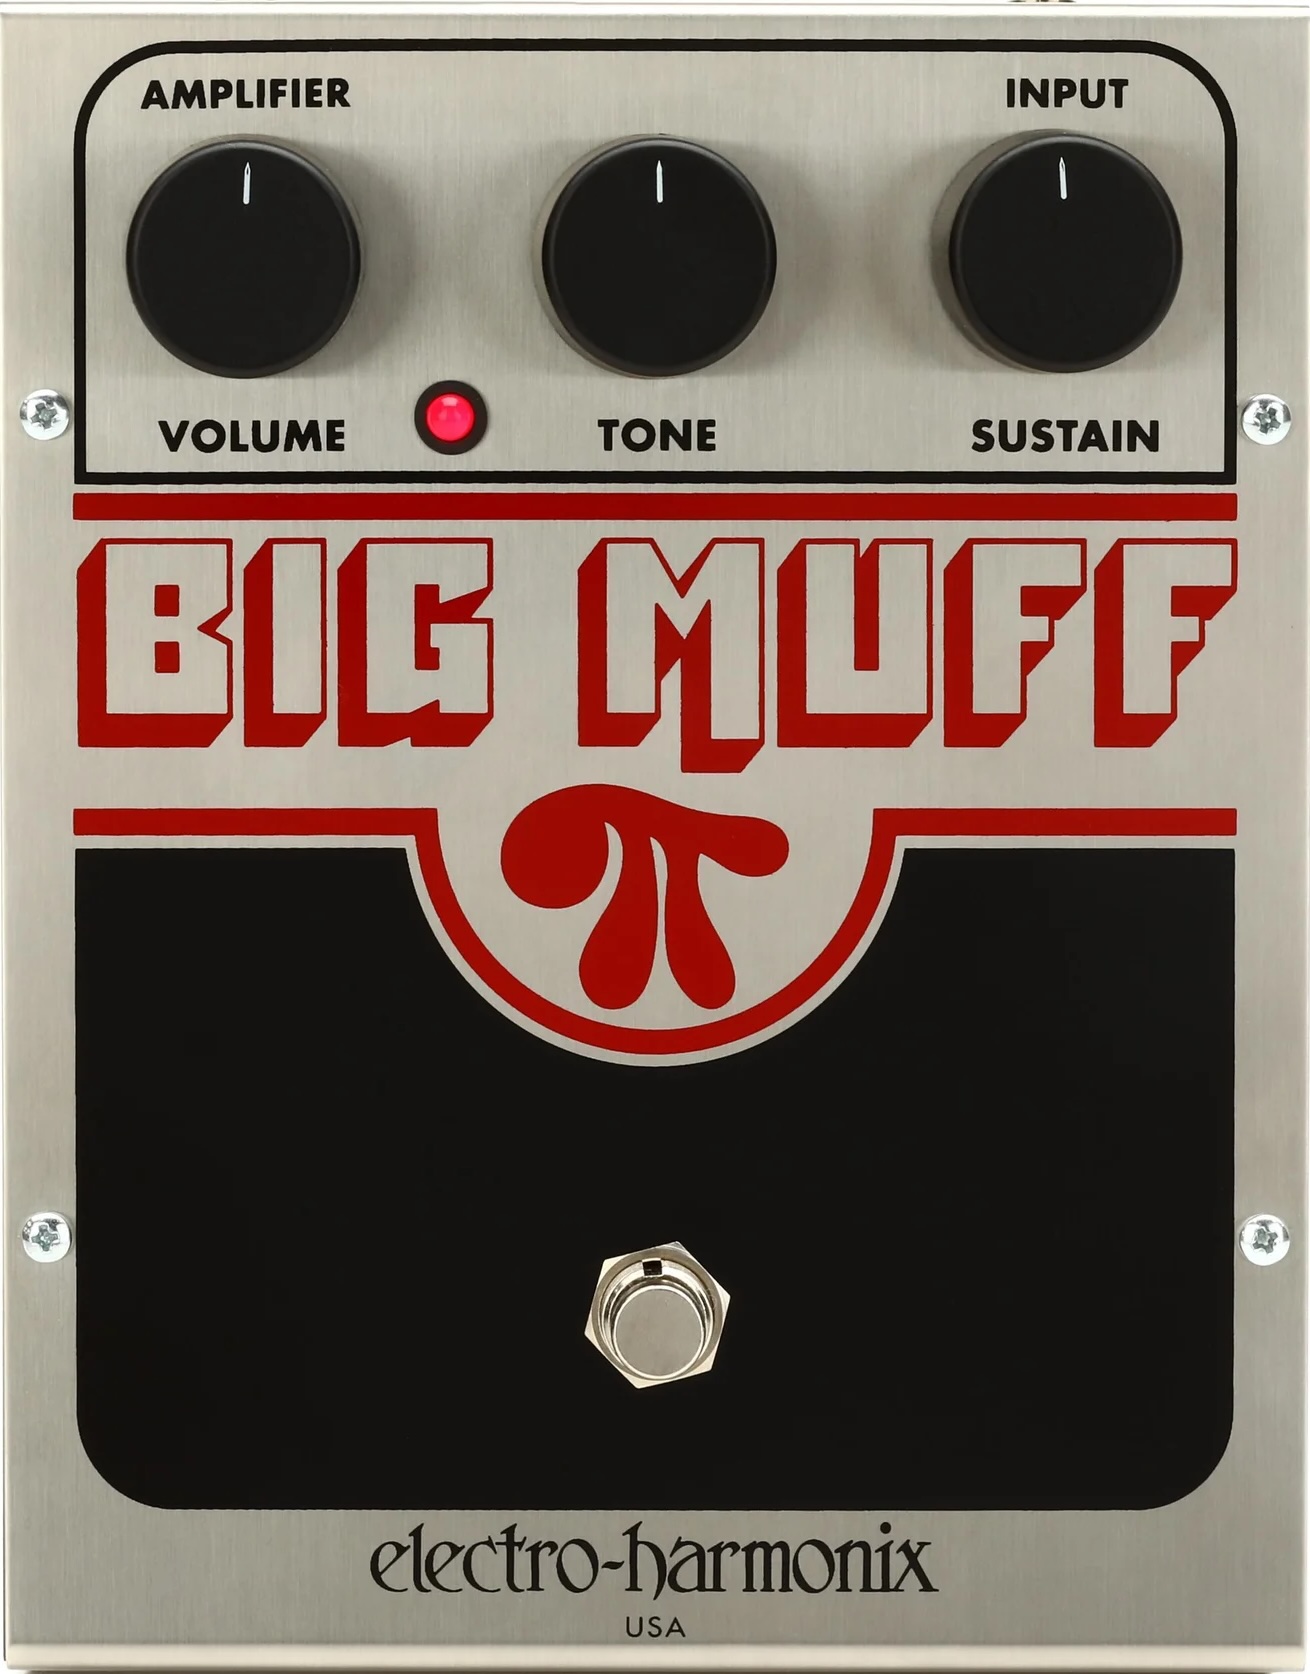 AMPLIFIER INPUT
VOLUME TONE SUSTAIN
BIG MUFF
π
electro-harmonix
USA